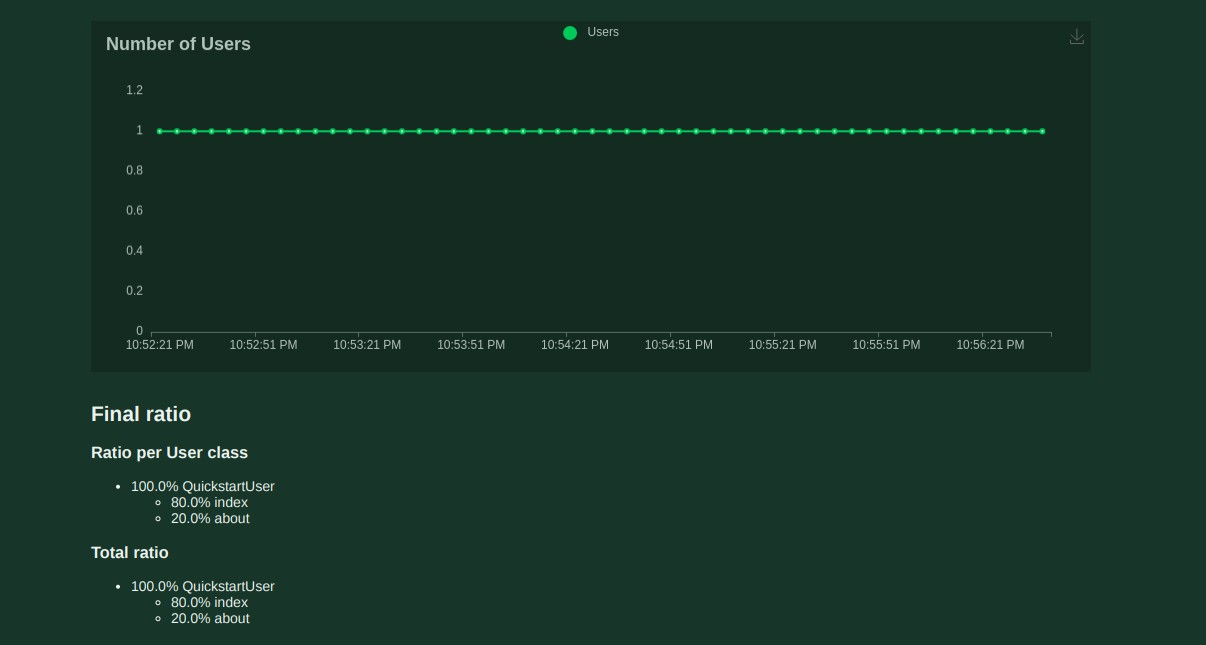 Users
Number of Users
1.2
1
0.8
0.6
0.4
0.2
0
10:52:21 PM 10:52:51 PM 10:53:21 PM 10:53:51 PM 10:54:21 PM 10:54:51 PM 10:55:21 PM 10:55:51 PM 10:56:21 PM
Final ratio
Ratio per User class
100.0% QuickstartUser
80.0% index
20.0% about
Total ratio
100.0% QuickstartUser
80.0% index
20.0% about